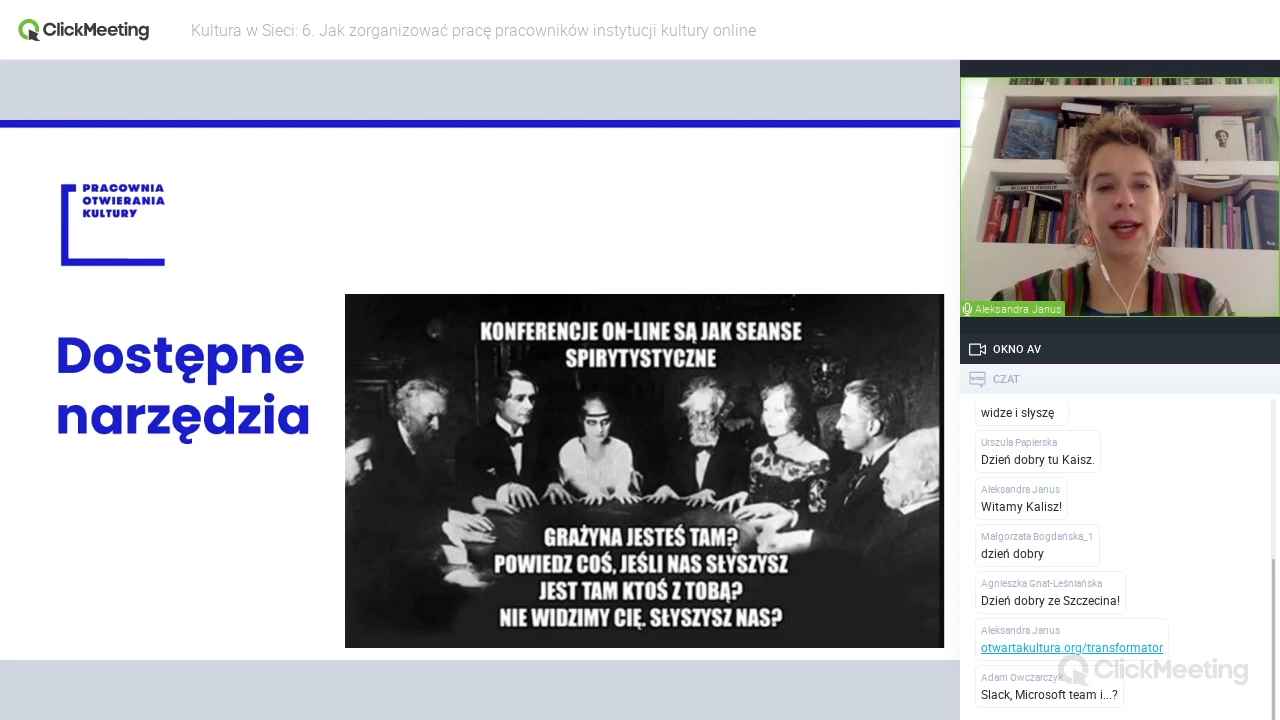 ClickMeeting
Kultura w Sieci: 6. Jak zorganizować pracę pracowników instytucji kultury online
PRACOWNIA
OTWIERANIA
KULTURY
Dostępne
narzędzia
KONFERENCJE ON-LINE SĄ JAK SEANSE
SPIRYTYSTYCZNE
GRAŻYNA JESTEŚ TAM?
POWIEDZ COŚ, JEŚLI NAS SŁYSZYSZ
JEST TAM KTOŚ Z TOBĄ?
NIE WIDZIMY CIĘ. SŁYSZYSZ NAS?
WELCOME TO JERUSALEM
Aleksandra Janus
OKNO AV
CZAT
widze i słyszę
Urszula Papierska
Dzień dobry tu Kaisz.
Aleksandra Janus
Witamy Kalisz!
Małgorzata Bogdańska_1
dzień dobry
Agnieszka Gnat-Leśniańska
Dzień dobry ze Szczecina!
Aleksandra Janus
otwartakultura.org/transformator
Adam Owczarczyk
Slack, Microsoft team i...?
ClickMeeting